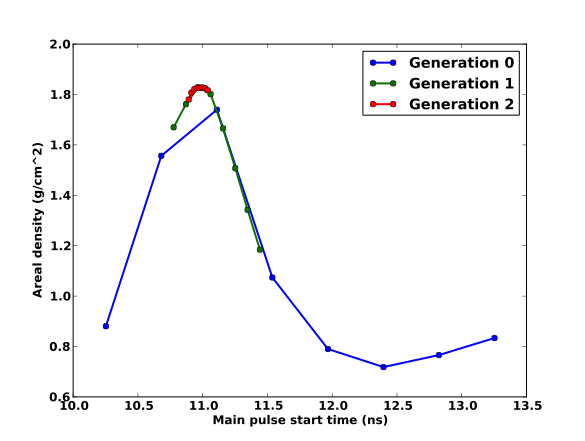 2.0
1.8
1.6
1.4
1.2
1.0
0.8
0.6
Areal density (g/cm^2)
Generation 0
Generation 1
Generation 2
10.0 10.5 11.0 11.5 12.0 12.5 13.0 13.5
Main pulse start time (ns)